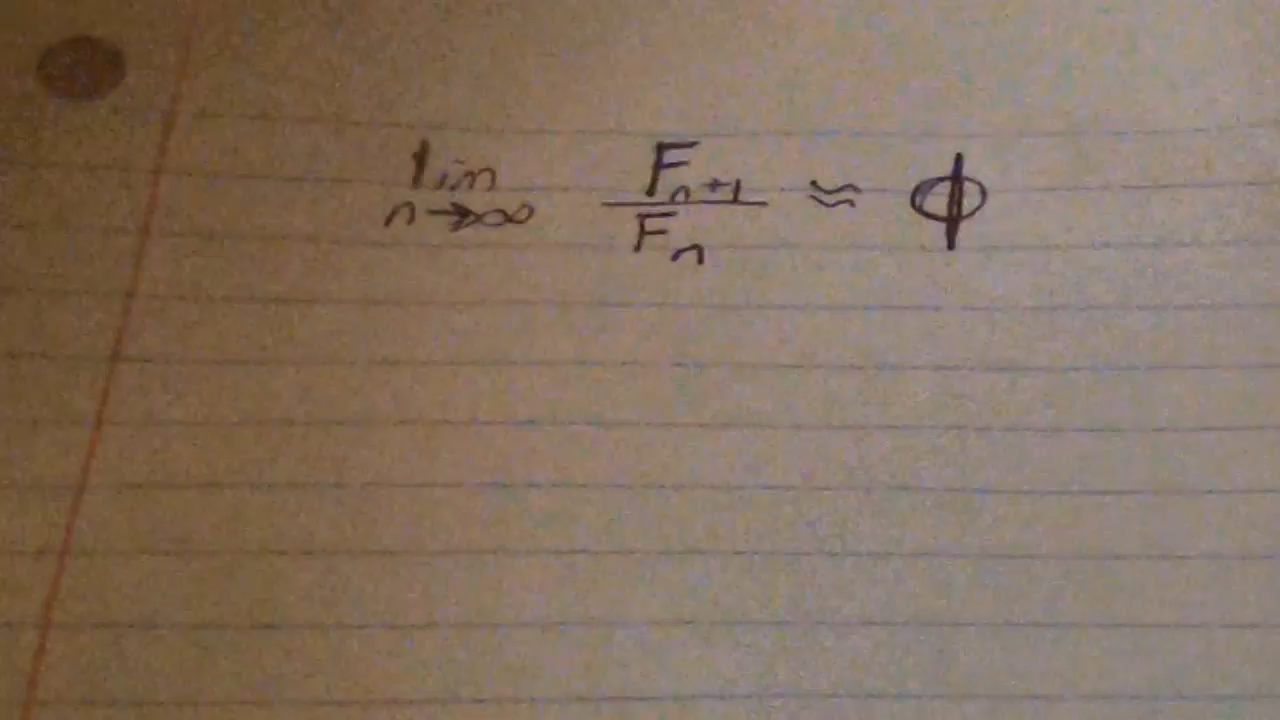 lim n→∞ F_{n+1} / F_n ≈ ϕ